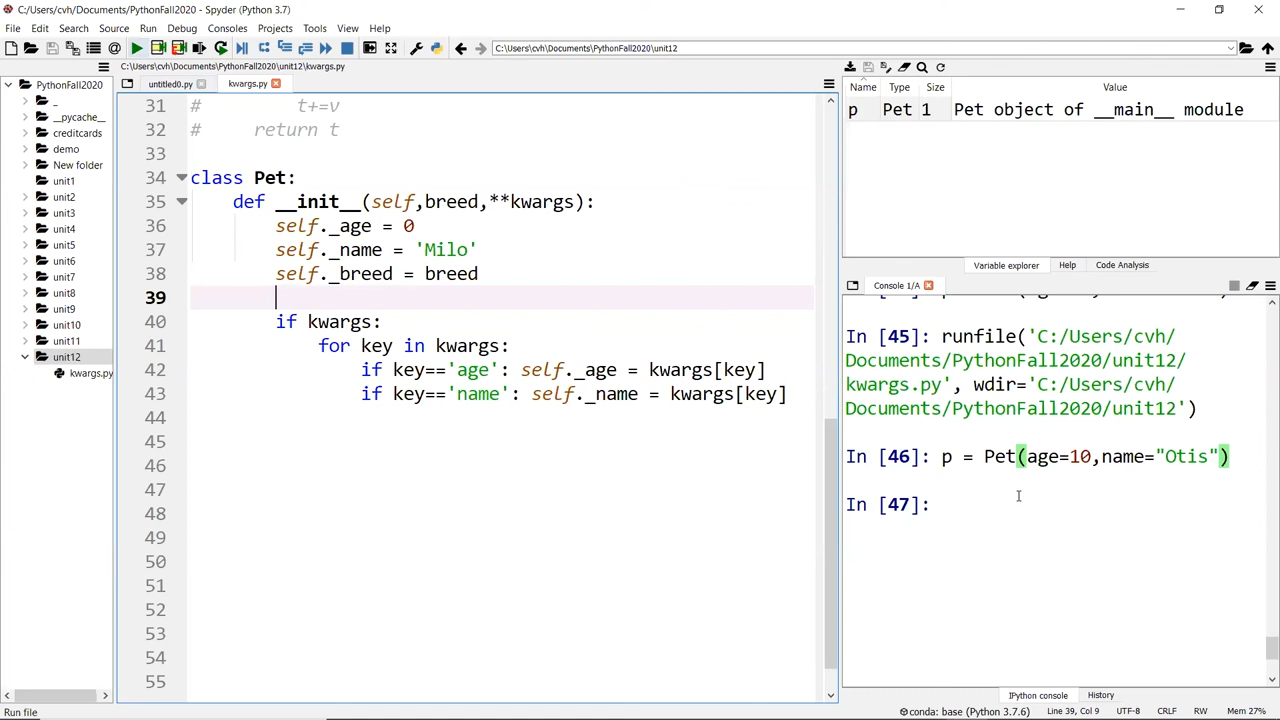 C:\Users\cvh\Documents\PythonFall2020 - Spyder (Python 3.7)
File Edit Search Source Run Debug Consoles Projects Tools View Help
C:\Users\cvh\Documents\PythonFall2020\unit12
C:\Users\cvh\Documents\PythonFall2020\unit12\kwargs.py
PythonFall2020
_
__pycache__
creditcards
demo
New folder
unit1
unit2
unit3
unit4
unit5
unit6
unit7
unit8
unit9
unit10
unit11
unit12
kwargs.py
untitled0.py kwargs.py
31 # t+=v
32 # return t
33
34 class Pet:
35 def __init__(self,breed,**kwargs):
36 self._age = 0
37 self._name = 'Milo'
38 self._breed = breed
39
40 if kwargs:
41 for key in kwargs:
42 if key=='age': self._age = kwargs[key]
43 if key=='name': self._name = kwargs[key]
44
45
46
47
48
49
50
51
52
53
54
55
Name Type Size Value
p Pet 1 Pet object of __main__ module
Variable explorer Help Code Analysis
Console 1/A
In [45]: runfile('C:/Users/cvh/
Documents/PythonFall2020/unit12/
kwargs.py', wdir='C:/Users/cvh/
Documents/PythonFall2020/unit12')
In [46]: p = Pet(age=10,name="Otis")
In [47]:
IPython console History
Run file
conda: base (Python 3.7.6) Line 39, Col 9 UTF-8 CRLF RW Mem 27%